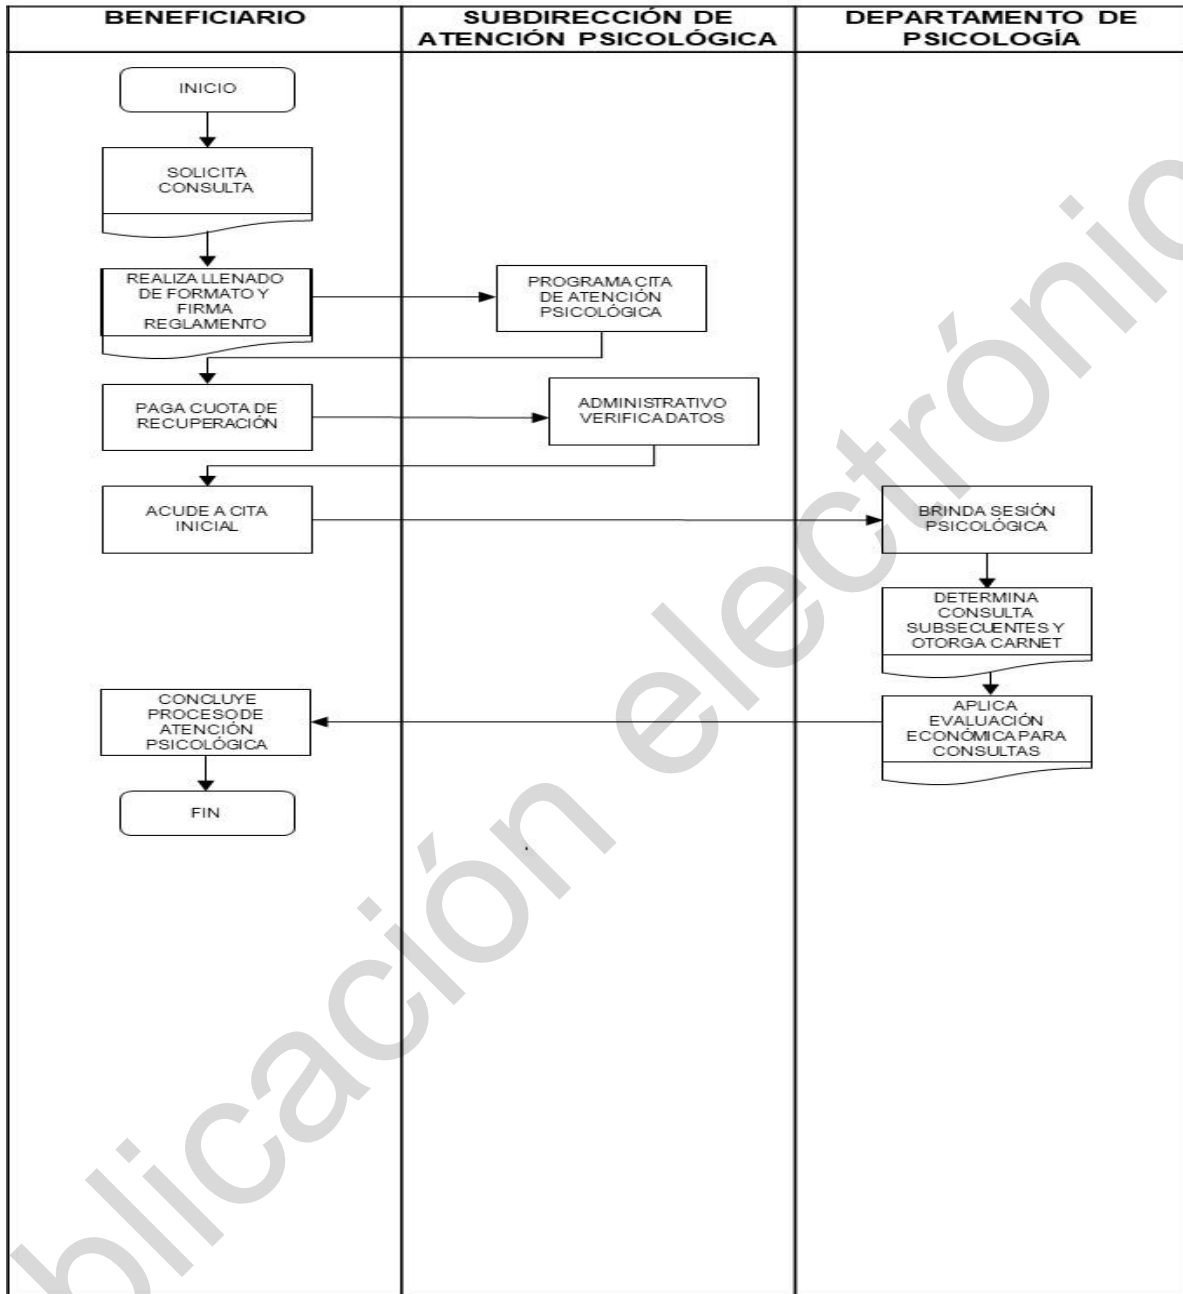 BENEFICIARIO
SUBDIRECCIÓN DE
ATENCIÓN PSICOLÓGICA
DEPARTAMENTO DE
PSICOLOGÍA
INICIO
SOLICITA
CONSULTA
REALIZA LLENADO
DE FORMATO Y
FIRMA
REGLAMENTO
PROGRAMA CITA
DE ATENCIÓN
PSICOLÓGICA
PAGA CUOTA DE
RECUPERACIÓN
ADMINISTRATIVO
VERIFICA DATOS
ACUDE A CITA
INICIAL
BRINDA SESIÓN
PSICOLÓGICA
DETERMINA
CONSULTA
SUBSECUENTES Y
OTORGA CARNET
APLICA
EVALUACIÓN
ECONÓMICA PARA
CONSULTAS
CONCLUYE
PROCESO DE
ATENCIÓN
PSICOLÓGICA
FIN
blicación electrónic